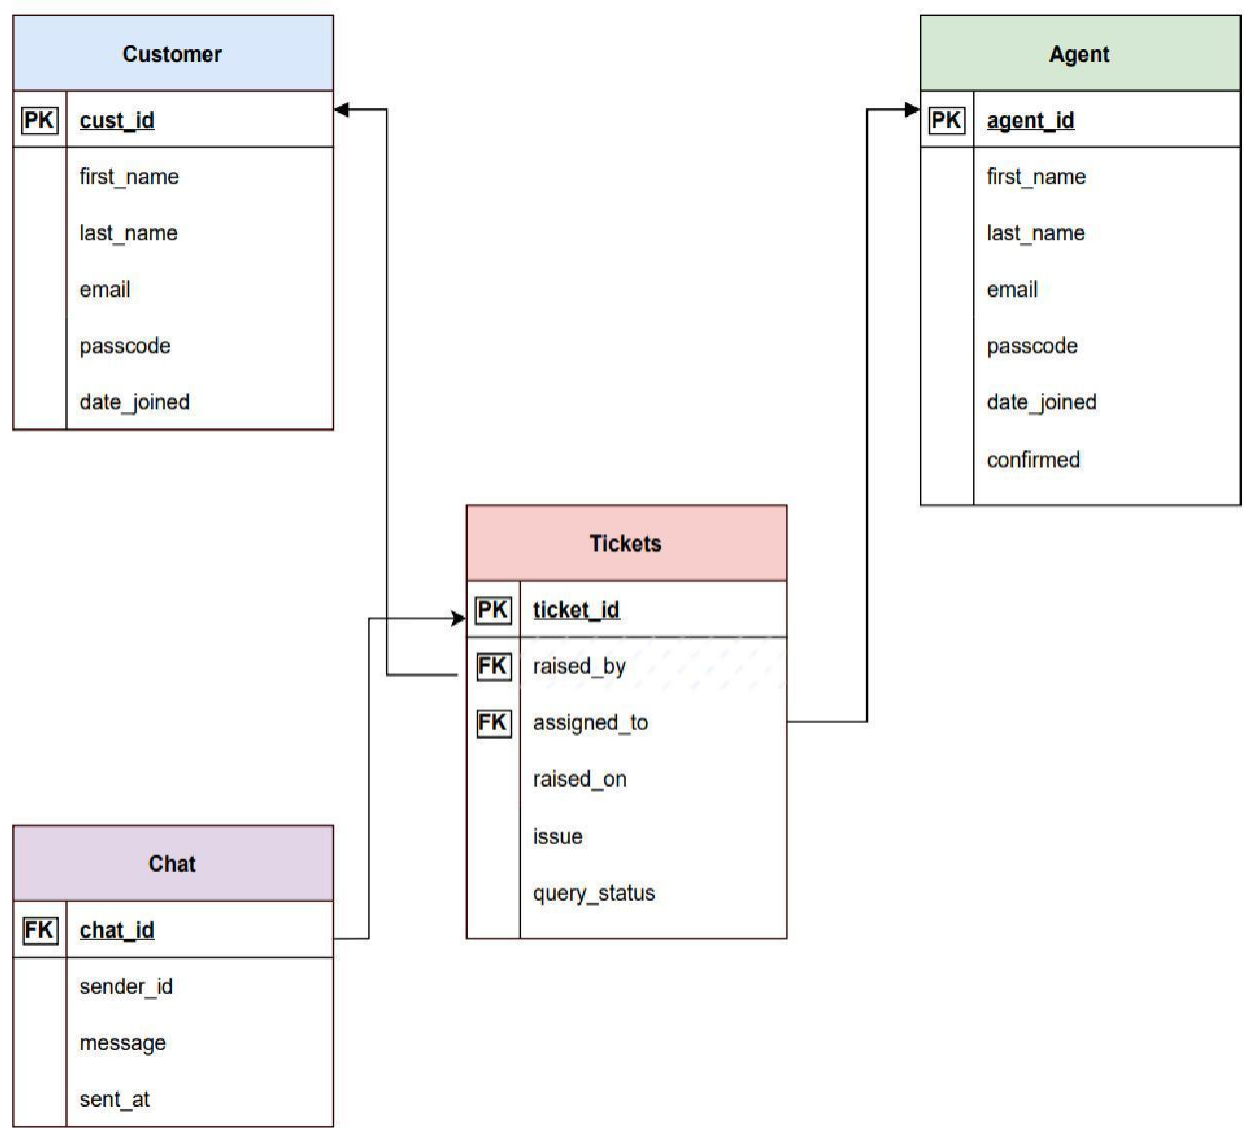 Customer
PK cust_id
first_name
last_name
email
passcode
date_joined
Agent
PK agent_id
first_name
last_name
email
passcode
date_joined
confirmed
Tickets
PK ticket_id
FK raised_by
FK assigned_to
raised_on
issue
query_status
Chat
FK chat_id
sender_id
message
sent_at